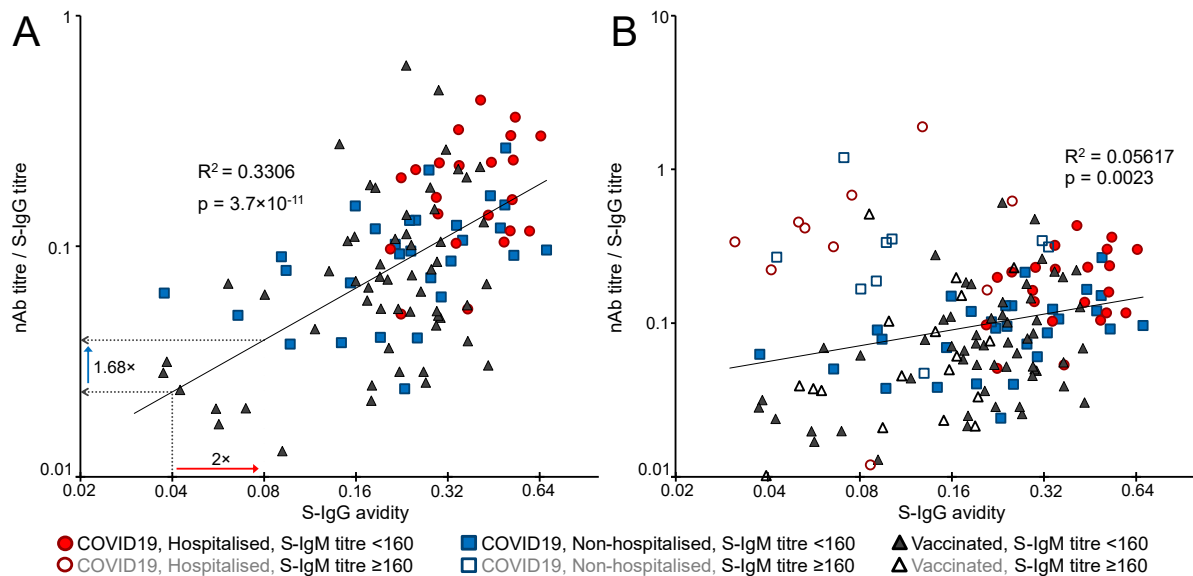 A
B
1
0.1
0.01
nAb titre / S-IgG titre
R² = 0.3306
p = 3.7×10⁻¹¹
1.68×
2×
0.02 0.04 0.08 0.16 0.32 0.64
S-IgG avidity
10
1
0.1
0.01
nAb titre / S-IgG titre
R² = 0.05617
p = 0.0023
0.02 0.04 0.08 0.16 0.32 0.64
S-IgG avidity
COVID19, Hospitalised, S-IgM titre <160
COVID19, Non-hospitalised, S-IgM titre <160
Vaccinated, S-IgM titre <160
COVID19, Hospitalised, S-IgM titre ≥160
COVID19, Non-hospitalised, S-IgM titre ≥160
Vaccinated, S-IgM titre ≥160